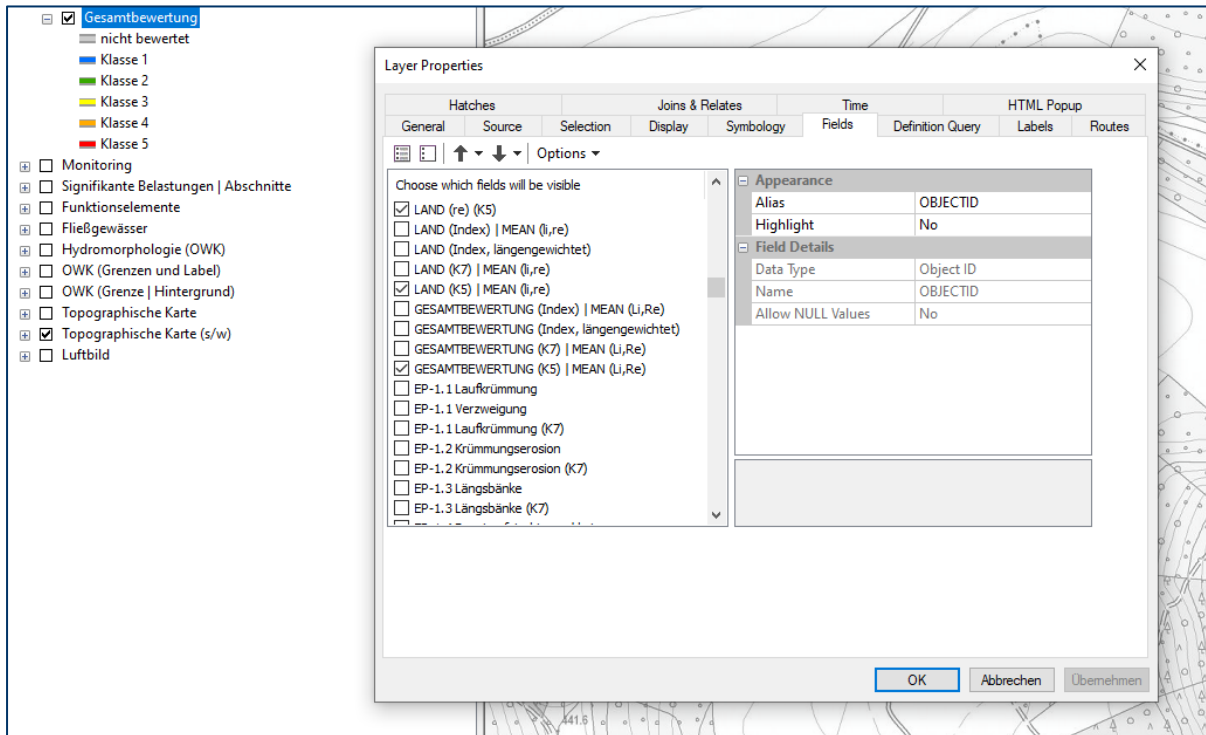 Gesamtbewertung
nicht bewertet
Klasse 1
Klasse 2
Klasse 3
Klasse 4
Klasse 5
Monitoring
Signifikante Belastungen | Abschnitte
Funktionselemente
Fließgewässer
Hydromorphologie (OWK)
OWK (Grenzen und Label)
OWK (Grenze | Hintergrund)
Topographische Karte
Topographische Karte (s/w)
Luftbild
Layer Properties
Hatches Joins & Relates Time HTML Popup
General Source Selection Display Symbology Fields Definition Query Labels Routes
Options
Choose which fields will be visible
LAND (re) (K5)
LAND (Index) | MEAN (li,re)
LAND (Index, längengewichtet)
LAND (K7) | MEAN (li,re)
LAND (K5) | MEAN (li,re)
GESAMTBEWERTUNG (Index) | MEAN (Li,Re)
GESAMTBEWERTUNG (Index, längengewichtet)
GESAMTBEWERTUNG (K7) | MEAN (Li,Re)
GESAMTBEWERTUNG (K5) | MEAN (Li,Re)
EP-1.1 Laufkrümmung
EP-1.1 Verzweigung
EP-1.1 Laufkrümmung (K7)
EP-1.2 Krümmungserosion
EP-1.2 Krümmungserosion (K7)
EP-1.3 Längsbänke
EP-1.3 Längsbänke (K7)
Appearance
Alias OBJECTID
Highlight No
Field Details
Data Type Object ID
Name OBJECTID
Allow NULL Values No
OK Abbrechen Übernehmen
441.6